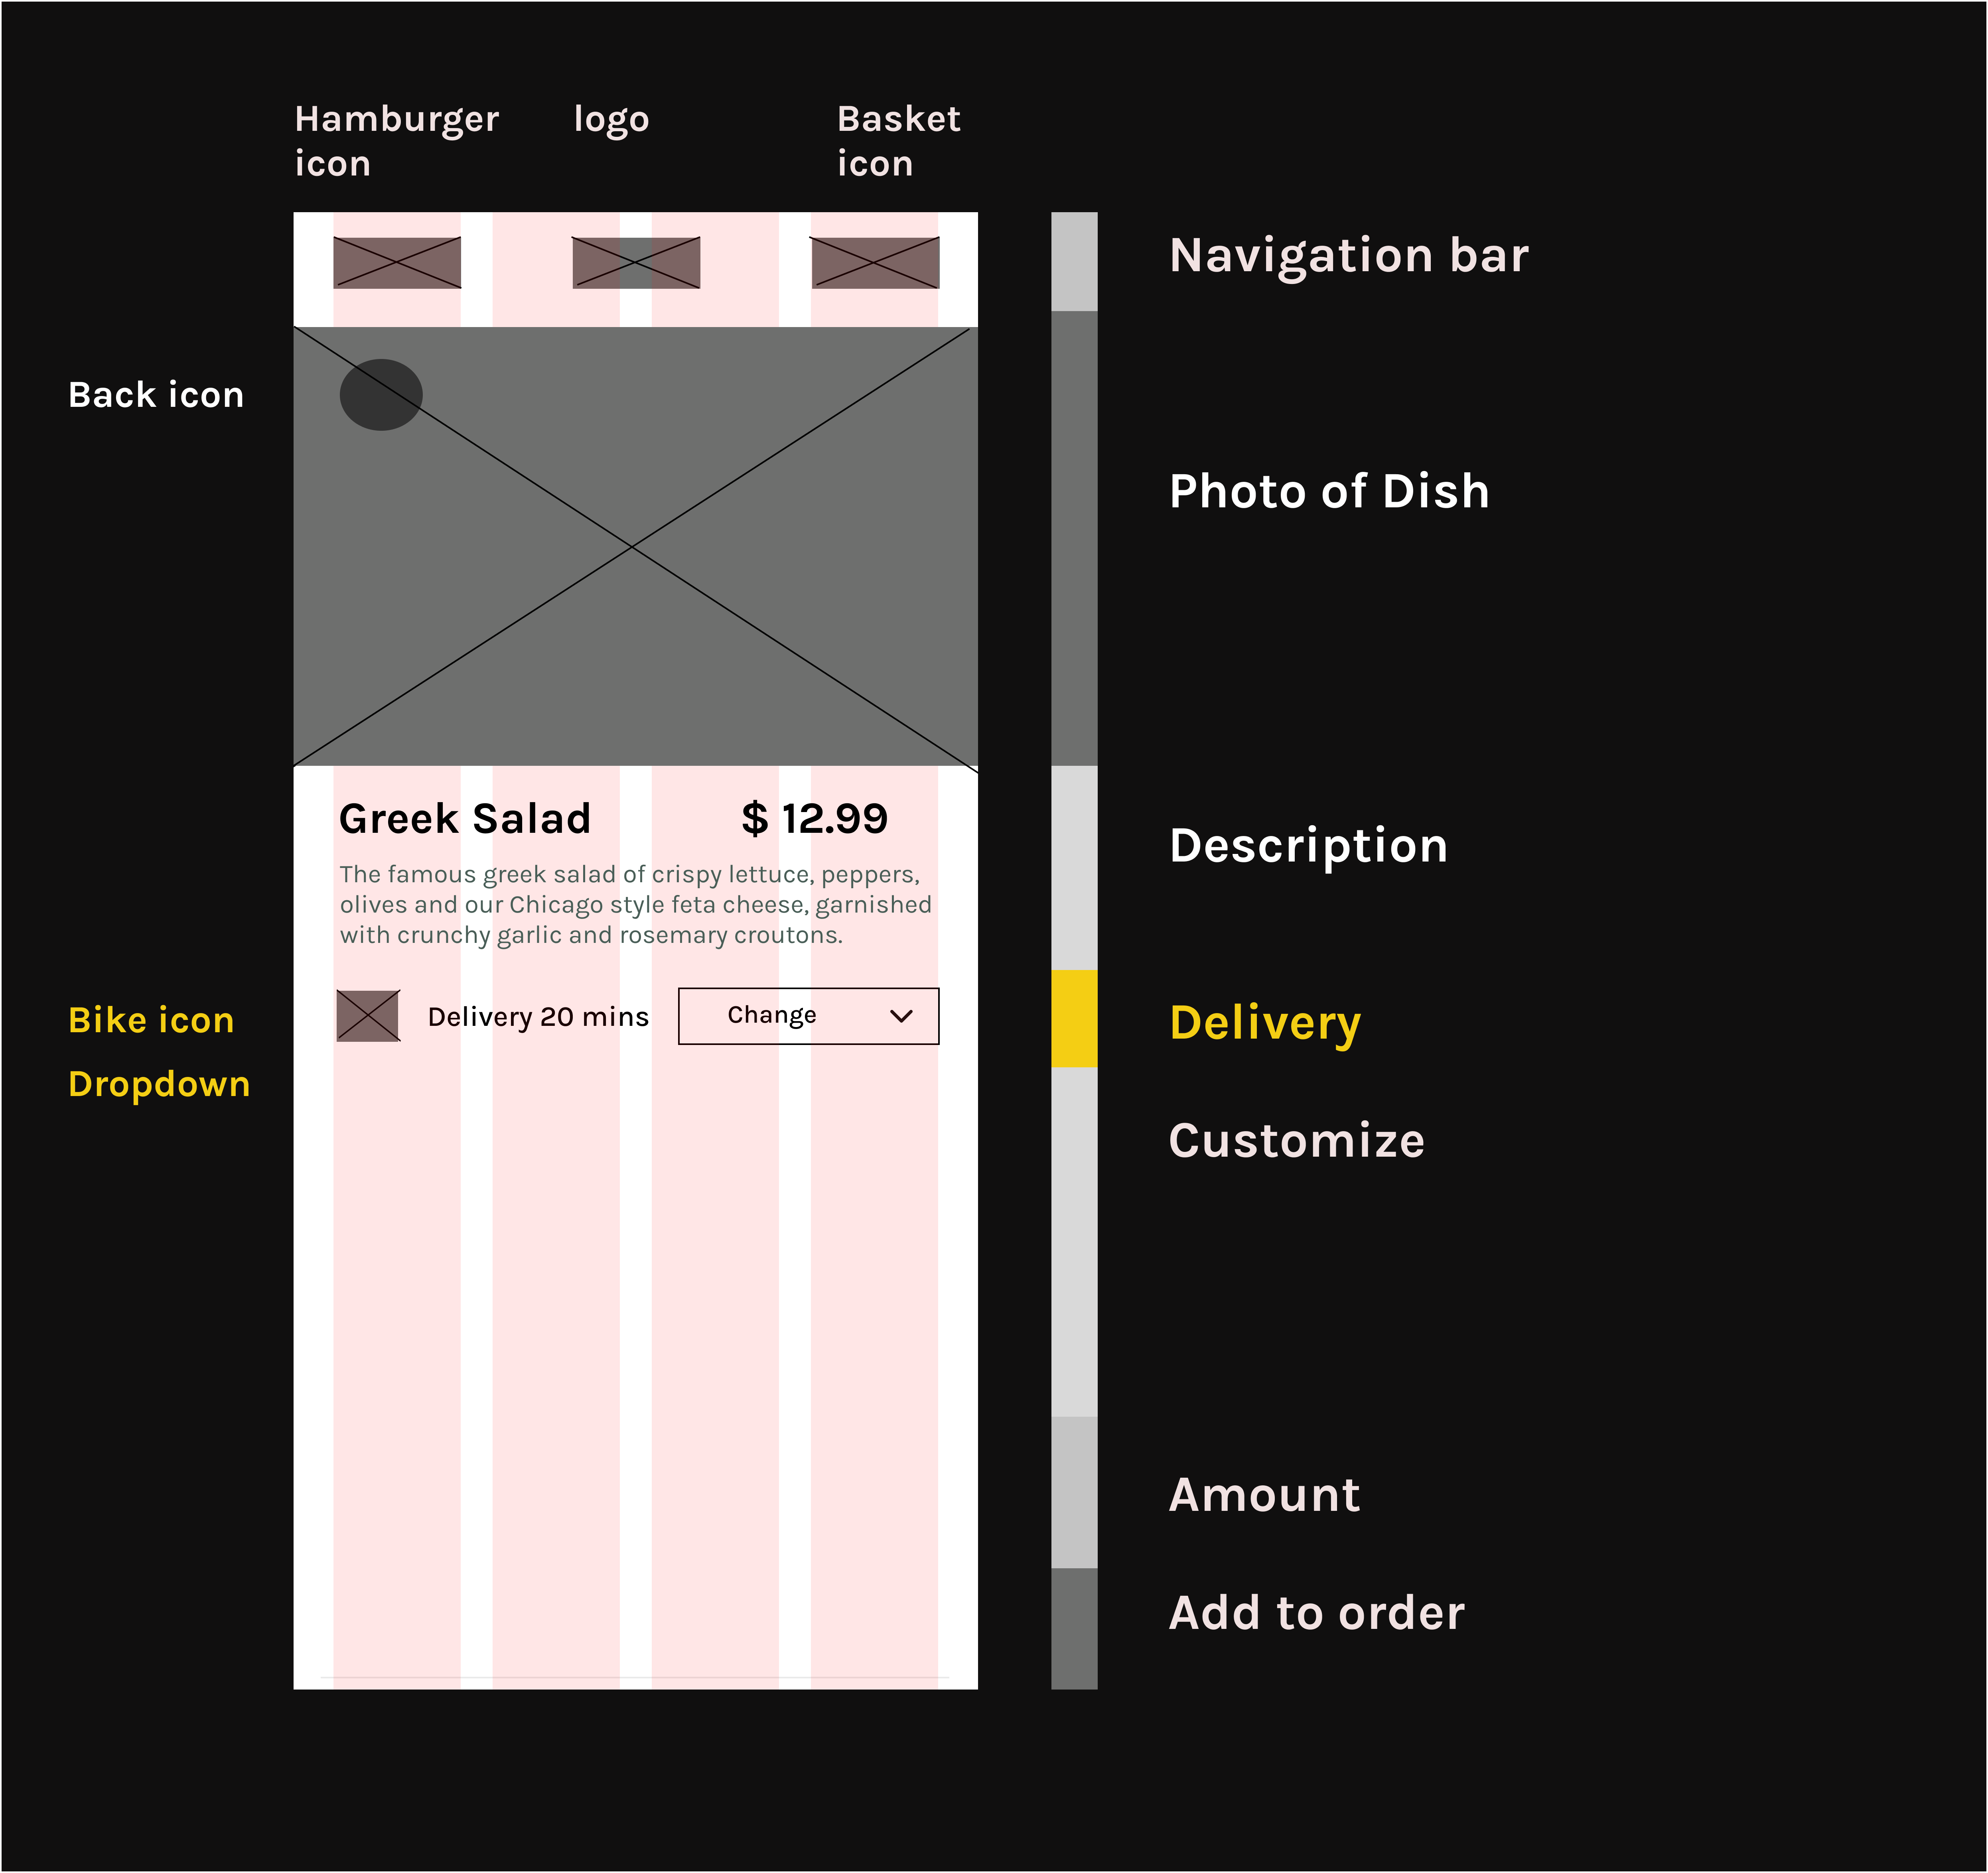 Hamburger
icon
logo
Basket
icon
Navigation bar
Back icon
Photo of Dish
Greek Salad
$ 12.99
Description
The famous greek salad of crispy lettuce, peppers,
olives and our Chicago style feta cheese, garnished
with crunchy garlic and rosemary croutons.
Bike icon
Delivery 20 mins
Change
Delivery
Dropdown
Customize
Amount
Add to order